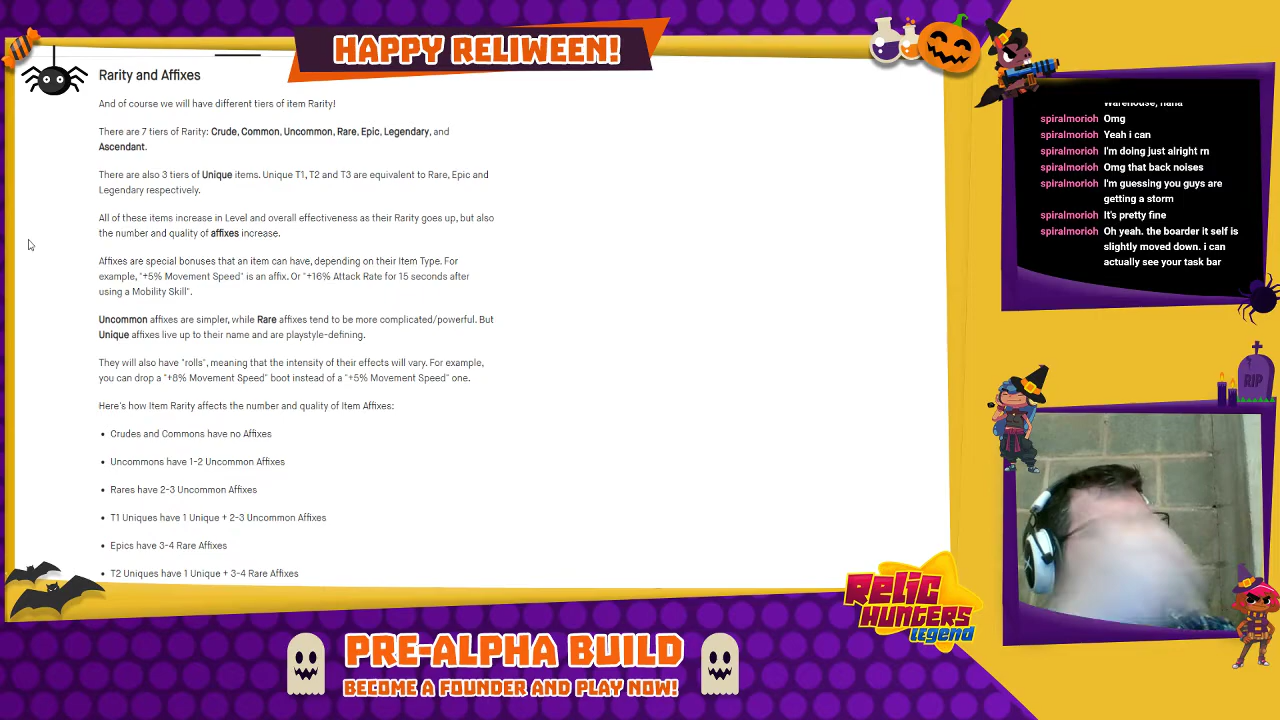 HAPPY RELIWEEN!
Rarity and Affixes
And of course we will have different tiers of item Rarity!
There are 7 tiers of Rarity: Crude, Common, Uncommon, Rare, Epic, Legendary, and
Ascendant.
There are also 3 tiers of Unique items. Unique T1, T2 and T3 are equivalent to Rare, Epic and
Legendary respectively.
All of these items increase in Level and overall effectiveness as their Rarity goes up, but also
the number and quality of affixes increase.
Affixes are special bonuses that an item can have, depending on their Item Type. For
example, "+5% Movement Speed" is an affix. Or "+16% Attack Rate for 15 seconds after
using a Mobility Skill".
Uncommon affixes are simpler, while Rare affixes tend to be more complicated/powerful. But
Unique affixes live up to their name and are playstyle-defining.
They will also have "rolls", meaning that the intensity of their effects will vary. For example,
you can drop a "+8% Movement Speed" boot instead of a "+5% Movement Speed" one.
Here's how Item Rarity affects the number and quality of Item Affixes:
• Crudes and Commons have no Affixes
• Uncommons have 1-2 Uncommon Affixes
• Rares have 2-3 Uncommon Affixes
• T1 Uniques have 1 Unique + 2-3 Uncommon Affixes
• Epics have 3-4 Rare Affixes
• T2 Uniques have 1 Unique + 3-4 Rare Affixes
Warehouse, haha
spiralmorioh Omg
spiralmorioh Yeah i can
spiralmorioh I'm doing just alright rn
spiralmorioh Omg that back noises
spiralmorioh I'm guessing you guys are
getting a storm
spiralmorioh It's pretty fine
spiralmorioh Oh yeah. the boarder it self is
slightly moved down. i can
actually see your task bar
RIP
RELIC
HUNTERS
LEGEND
PRE-ALPHA BUILD
BECOME A FOUNDER AND PLAY NOW!